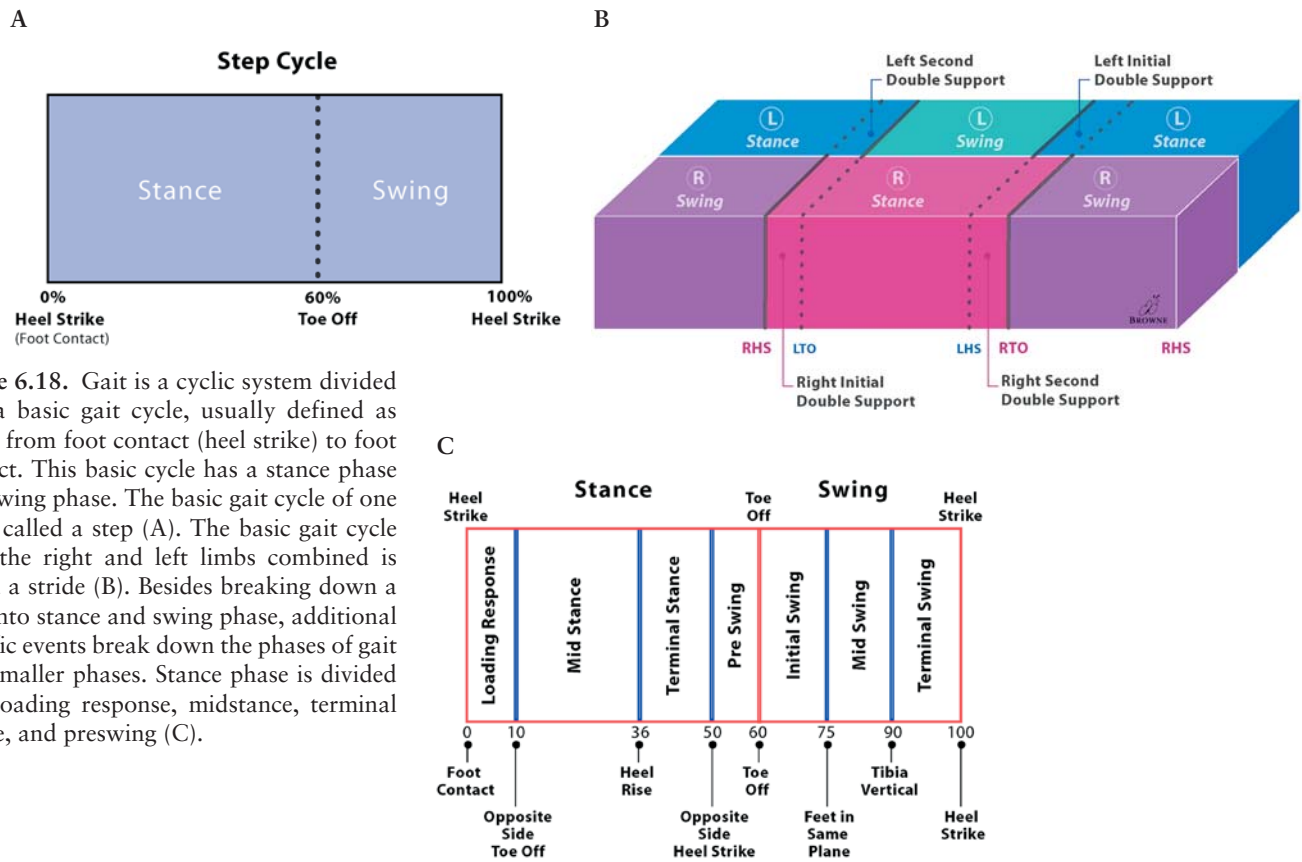 A
Step Cycle
Stance
Swing
0%
60%
100%
Heel Strike
Toe Off
Heel Strike
(Foot Contact)
B
Left Second
Double Support
Left Initial
Double Support
L
Stance
L
Swing
L
Stance
R
Swing
R
Stance
R
Swing
BROWNE
RHS
LTO
LHS
RTO
RHS
Right Initial
Double Support
Right Second
Double Support
e 6.18. Gait is a cyclic system divided
a basic gait cycle, usually defined as
from foot contact (heel strike) to foot
ct. This basic cycle has a stance phase
wing phase. The basic gait cycle of one
called a step (A). The basic gait cycle
the right and left limbs combined is
a stride (B). Besides breaking down a
nto stance and swing phase, additional
ic events break down the phases of gait
maller phases. Stance phase is divided
oading response, midstance, terminal
e, and preswing (C).
C
Heel
Strike
Stance
Toe
Off
Swing
Heel
Strike
Loading Response
Mid Stance
Terminal Stance
Pre Swing
Initial Swing
Mid Swing
Terminal Swing
0
10
36
50
60
75
90
100
Foot
Contact
Opposite
Side
Toe Off
Heel
Rise
Opposite
Side
Heel Strike
Toe
Off
Feet in
Same
Plane
Tibia
Vertical
Heel
Strike